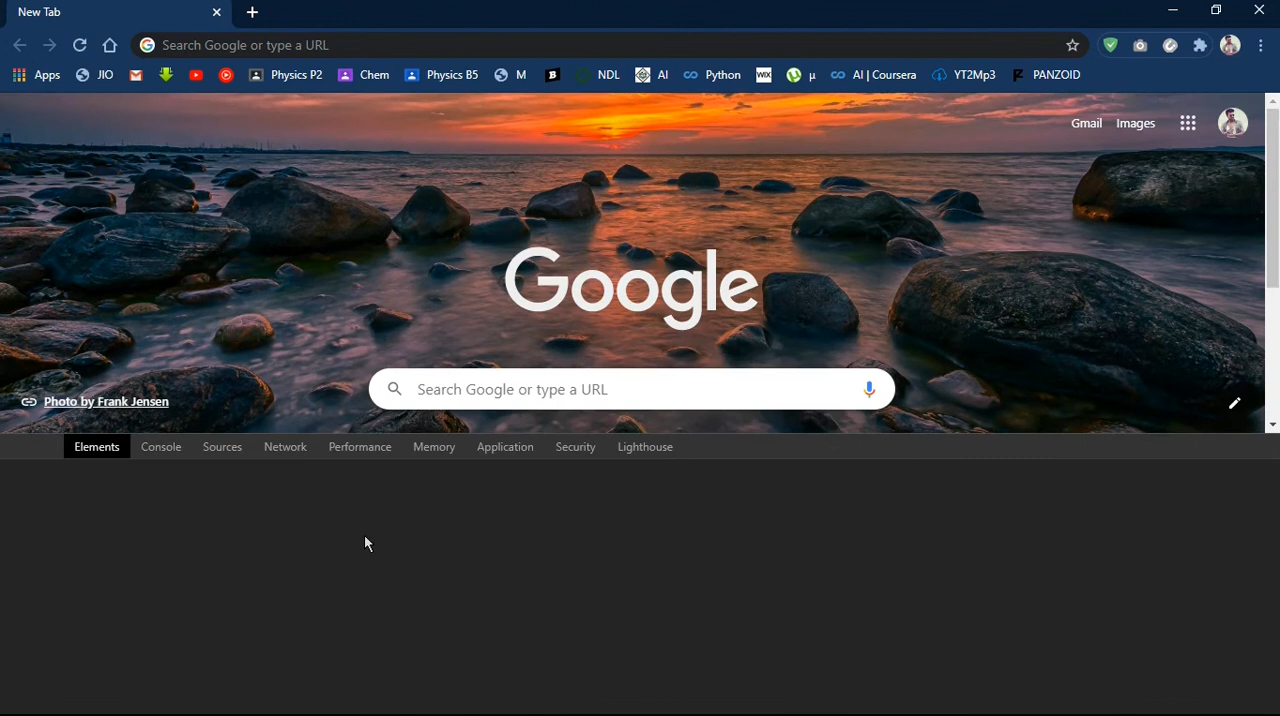 New Tab
Search Google or type a URL
Apps JIO Physics P2 Chem Physics B5 M NDL AI Python WIX µ AI | Coursera YT2Mp3 PANZOID
Gmail Images
Google
Search Google or type a URL
Photo by Frank Jensen
Elements Console Sources Network Performance Memory Application Security Lighthouse